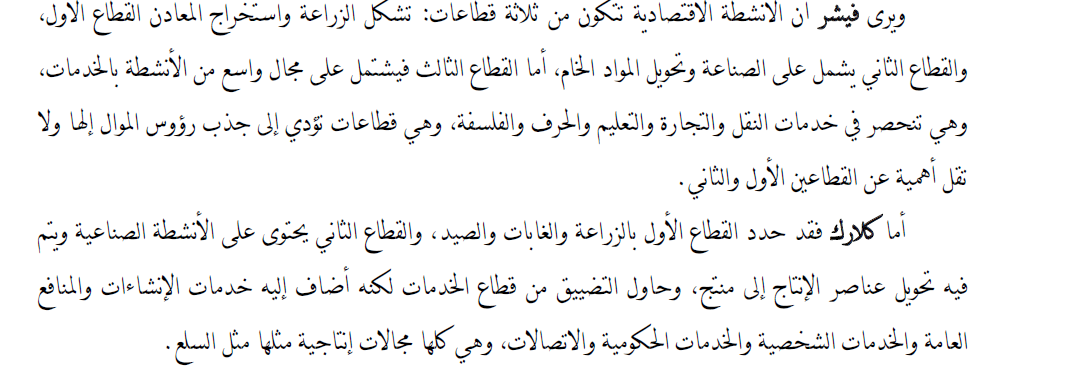 ويرى فيشر ان الانشطة الاقتصادية تتكون من ثلاثة قطاعات: تشكل الزراعة واستخراج المعادن القطاع الاول،
والقطاع الثاني يشمل على الصناعة وتحويل المواد الخام، أما القطاع الثالث فيشتمل على مجال واسع من الأنشطة بالخدمات،
وهي تنحصر في خدمات النقل والتجارة والتعليم والحرف والفلسفة، وهي قطاعات تؤدي إلى جذب رؤوس الموال إلها ولا
تقل أهمية عن القطاعين الأول والثاني.
أما كلارك فقد حدد القطاع الأول بالزراعة والغابات والصيد، والقطاع الثاني يحتوى على الأنشطة الصناعية ويتم
فيه تحويل عناصر الإنتاج إلى منتج، وحاول التضييق من قطاع الخدمات لكنه أضاف إليه خدمات الإنشاءات والمنافع
العامة والخدمات الشخصية والخدمات الحكومية والاتصالات، وهي كلها مجالات إنتاجية مثلها مثل السلع.